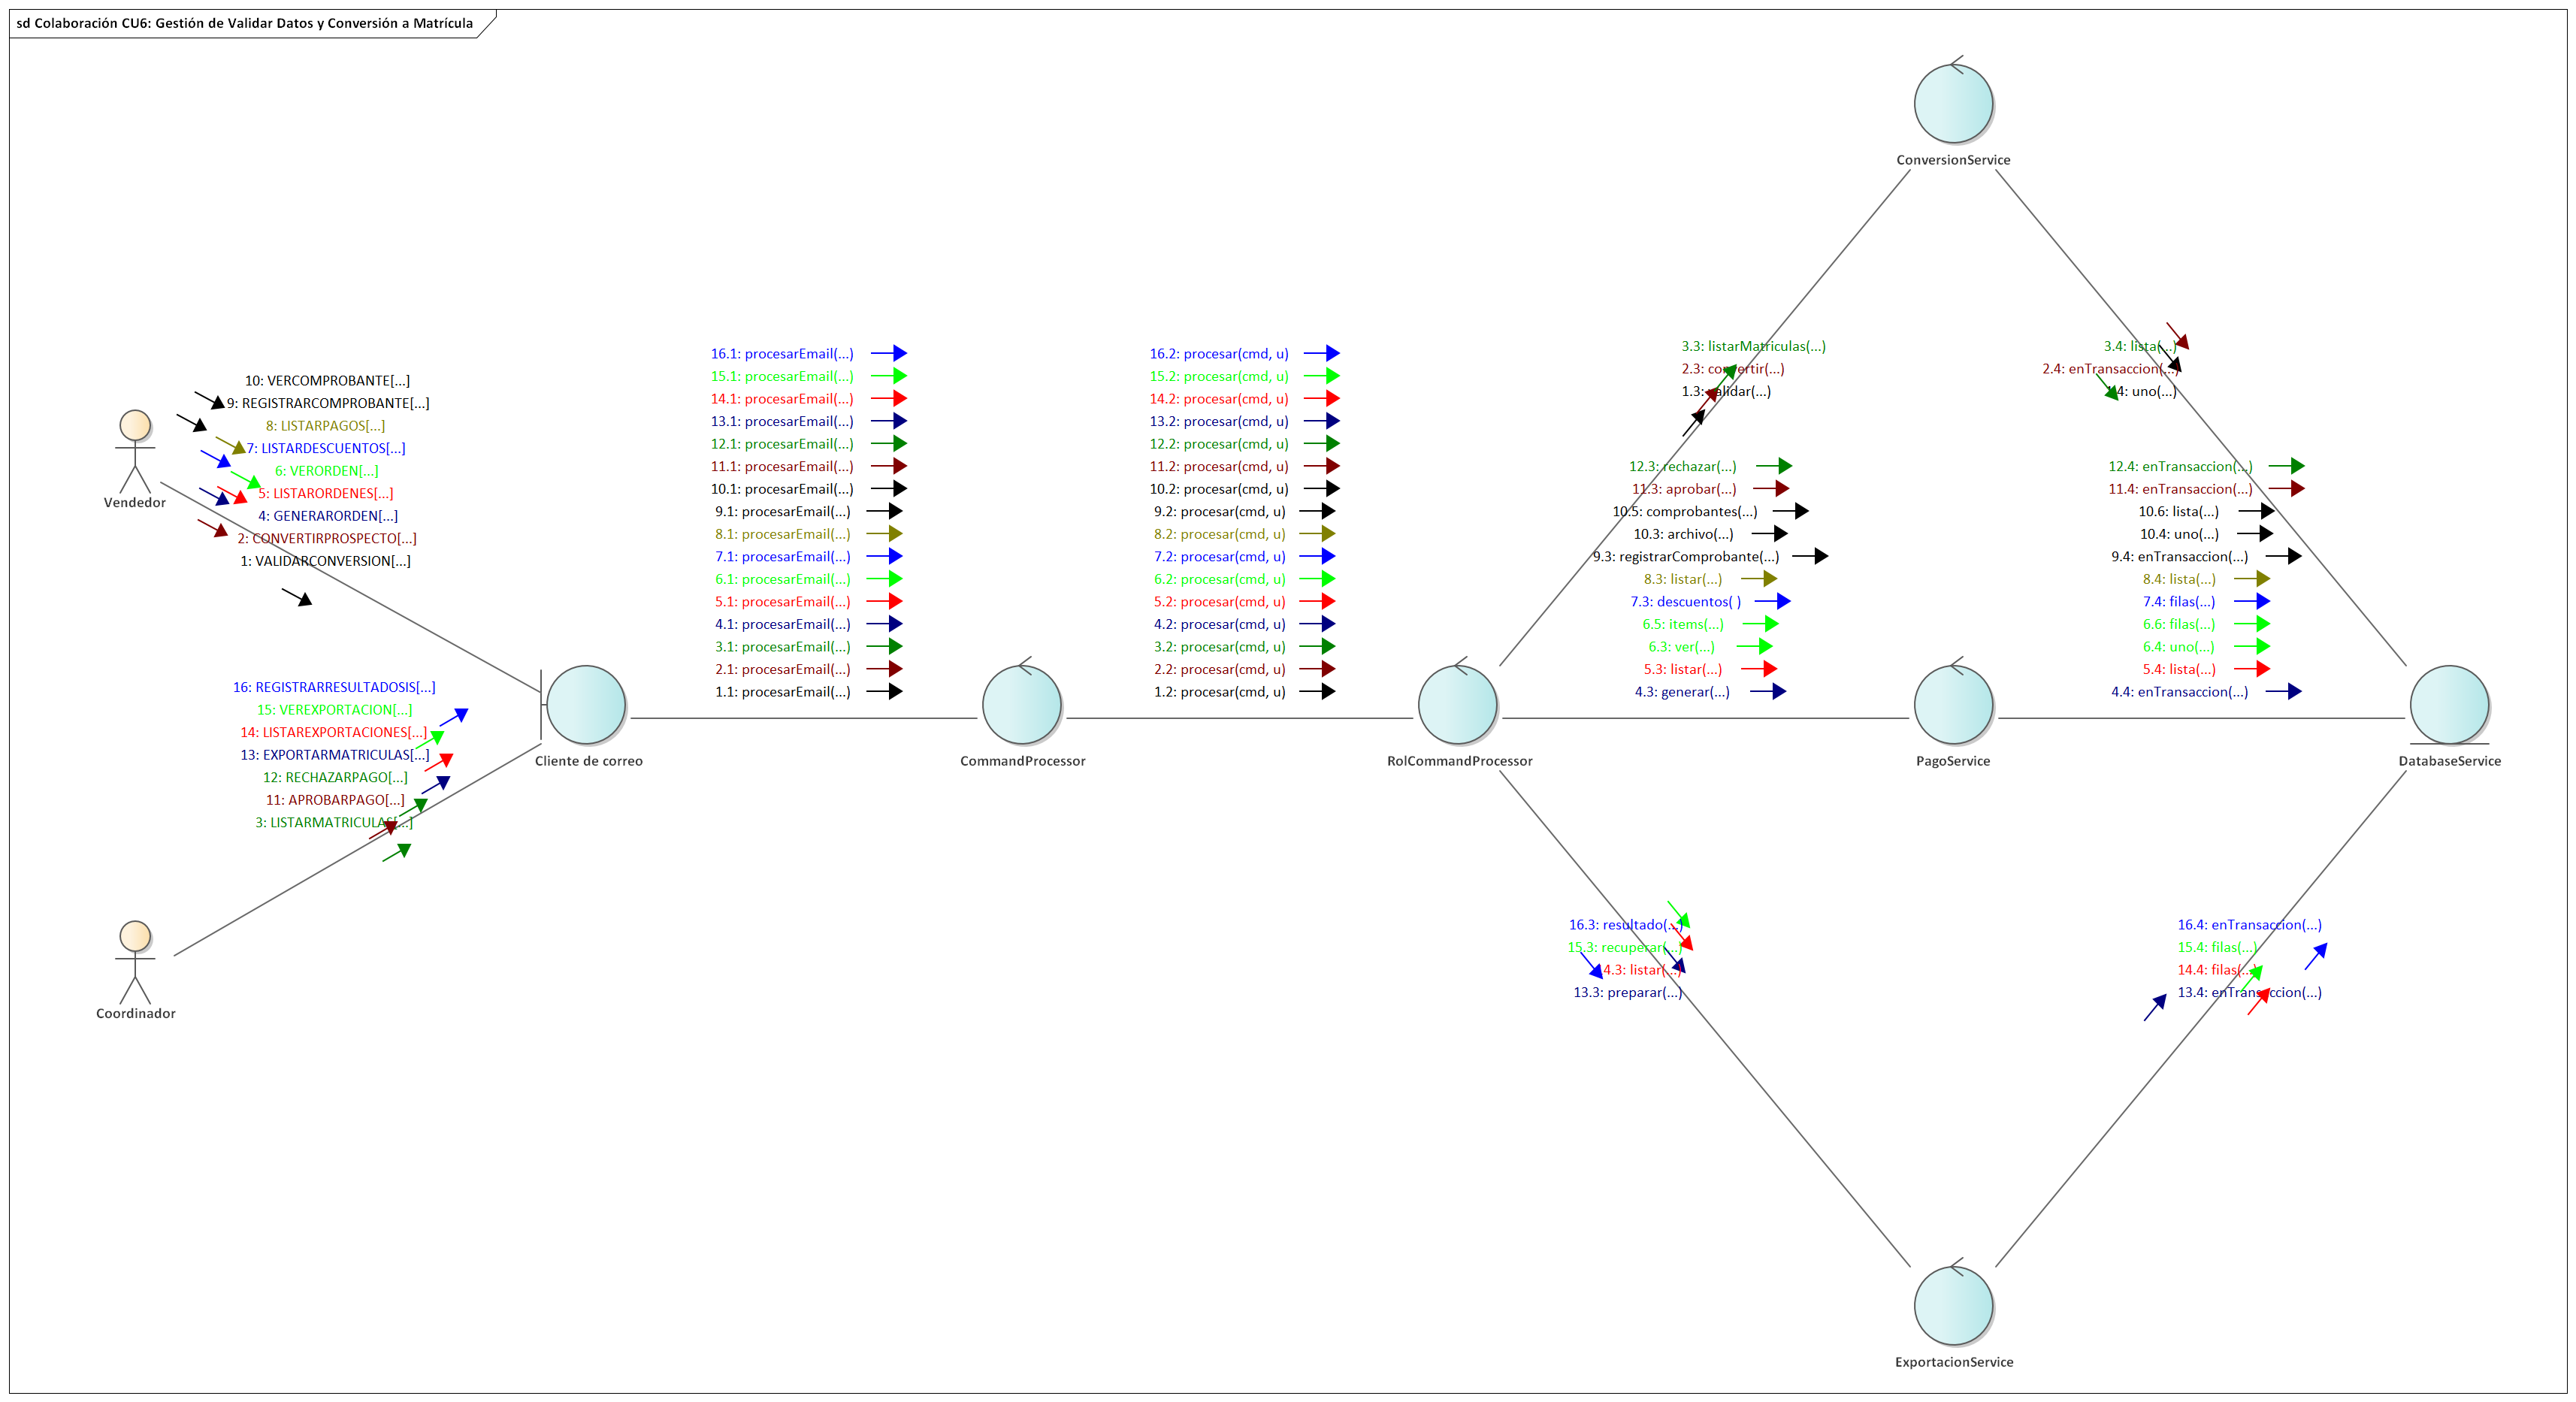 sd Colaboración CU6: Gestión de Validar Datos y Conversión a Matrícula
ConversionService
10: VERCOMPROBANTE[...]
9: REGISTRARCOMPROBANTE[...]
8: LISTARPAGOS[...]
7: LISTARDESCUENTOS[...]
6: VERORDEN[...]
5: LISTARORDENES[...]
4: GENERARORDEN[...]
2: CONVERTIRPROSPECTO[...]
1: VALIDARCONVERSION[...]
Vendedor
16: REGISTRARRESULTADOSIS[...]
15: VEREXPORTACION[...]
14: LISTAREXPORTACIONES[...]
13: EXPORTARMATRICULAS[...]
12: RECHAZARPAGO[...]
11: APROBARPAGO[...]
3: LISTARMATRICULAS[...]
Coordinador
Cliente de correo
16.1: procesarEmail(...)
15.1: procesarEmail(...)
14.1: procesarEmail(...)
13.1: procesarEmail(...)
12.1: procesarEmail(...)
11.1: procesarEmail(...)
10.1: procesarEmail(...)
9.1: procesarEmail(...)
8.1: procesarEmail(...)
7.1: procesarEmail(...)
6.1: procesarEmail(...)
5.1: procesarEmail(...)
4.1: procesarEmail(...)
3.1: procesarEmail(...)
2.1: procesarEmail(...)
1.1: procesarEmail(...)
CommandProcessor
16.2: procesar(cmd, u)
15.2: procesar(cmd, u)
14.2: procesar(cmd, u)
13.2: procesar(cmd, u)
12.2: procesar(cmd, u)
11.2: procesar(cmd, u)
10.2: procesar(cmd, u)
9.2: procesar(cmd, u)
8.2: procesar(cmd, u)
7.2: procesar(cmd, u)
6.2: procesar(cmd, u)
5.2: procesar(cmd, u)
4.2: procesar(cmd, u)
3.2: procesar(cmd, u)
2.2: procesar(cmd, u)
1.2: procesar(cmd, u)
RolCommandProcessor
3.3: listarMatriculas(...)
2.3: convertir(...)
1.3: validar(...)
12.3: rechazar(...)
11.3: aprobar(...)
10.5: comprobantes(...)
10.3: archivo(...)
9.3: registrarComprobante(...)
8.3: listar(...)
7.3: descuentos( )
6.5: items(...)
6.3: ver(...)
5.3: listar(...)
4.3: generar(...)
PagoService
3.4: lista(...)
2.4: enTransaccion(...)
1.4: uno(...)
12.4: enTransaccion(...)
11.4: enTransaccion(...)
10.6: lista(...)
10.4: uno(...)
9.4: enTransaccion(...)
8.4: lista(...)
7.4: filas(...)
6.6: filas(...)
6.4: uno(...)
5.4: lista(...)
4.4: enTransaccion(...)
DatabaseService
16.3: resultado(...)
15.3: recuperar(...)
14.3: listar(...)
13.3: preparar(...)
16.4: enTransaccion(...)
15.4: filas(...)
14.4: filas(...)
13.4: enTransaccion(...)
ExportacionService